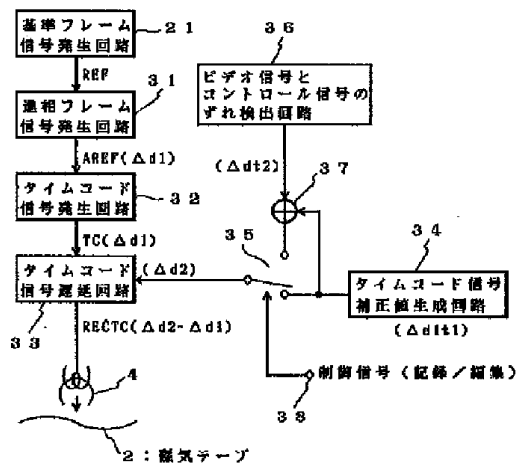 基準フレーム
信号発生回路
21
REF
進相フレーム
信号発生回路
31
AREF(Δd1)
タイムコード
信号発生回路
32
TC(Δd1)
タイムコード
信号遅延回路
33
(Δd2)
RECTC(Δd2-Δd1)
4
2:磁気テープ
36
ビデオ信号と
コントロール信号の
ずれ検出回路
(Δdt2)
37
35
34
タイムコード信号
補正値生成回路
(Δdtt1)
制御信号(記録/編集)
38